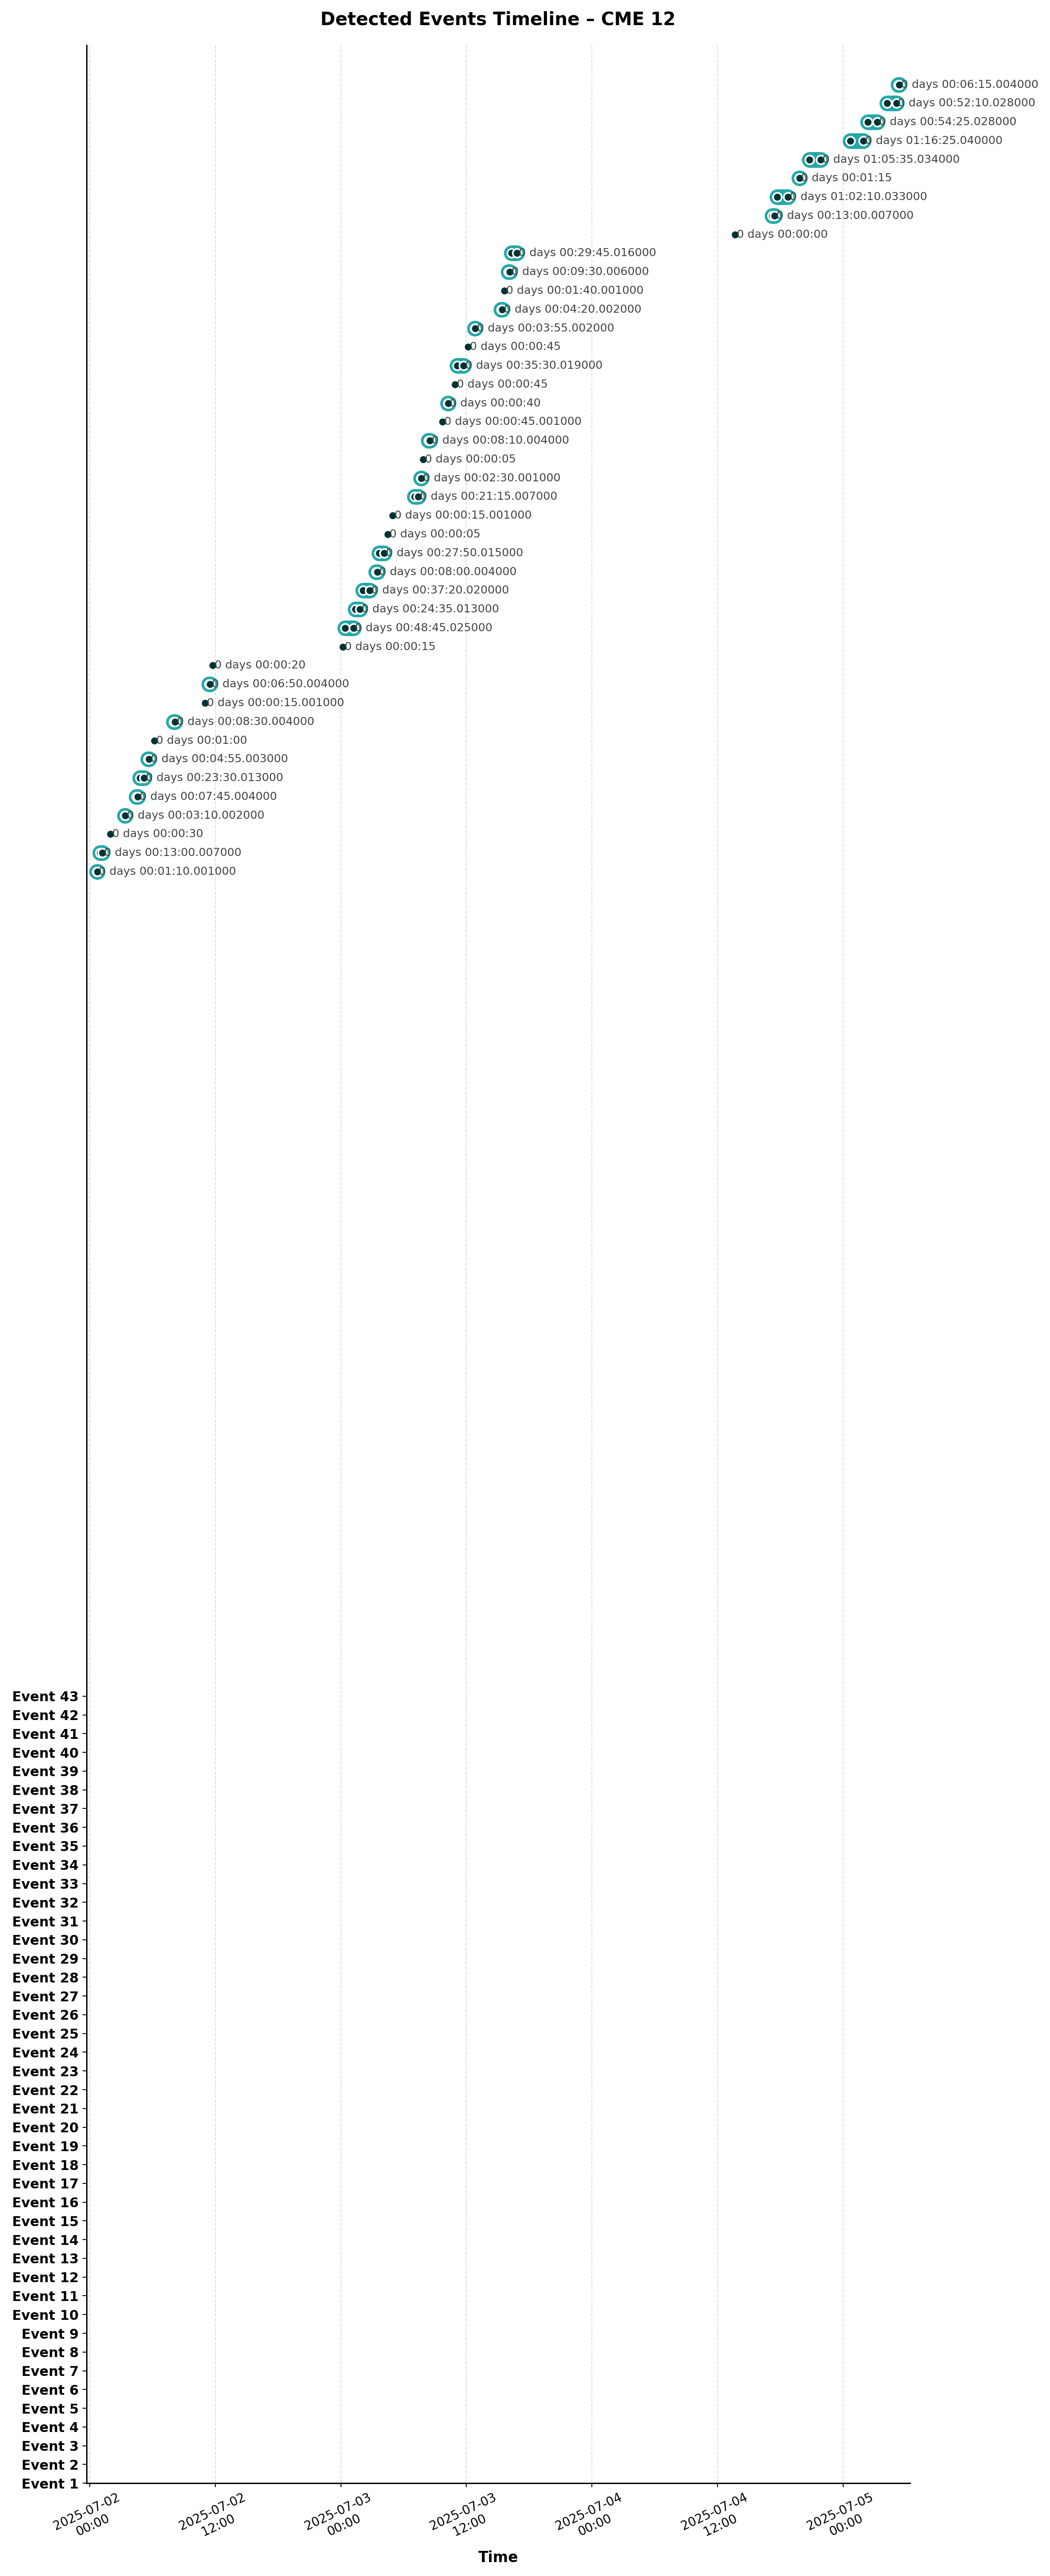 Detected Events Timeline – CME 12
0 days 00:06:15.004000
0 days 00:52:10.028000
0 days 00:54:25.028000
0 days 01:16:25.040000
0 days 01:05:35.034000
0 days 00:01:15
0 days 01:02:10.033000
0 days 00:13:00.007000
0 days 00:00:00
0 days 00:29:45.016000
0 days 00:09:30.006000
0 days 00:01:40.001000
0 days 00:04:20.002000
0 days 00:03:55.002000
0 days 00:00:45
0 days 00:35:30.019000
0 days 00:00:45
0 days 00:00:40
0 days 00:00:45.001000
0 days 00:08:10.004000
0 days 00:00:05
0 days 00:02:30.001000
0 days 00:21:15.007000
0 days 00:00:15.001000
0 days 00:00:05
0 days 00:27:50.015000
0 days 00:08:00.004000
0 days 00:37:20.020000
0 days 00:24:35.013000
0 days 00:48:45.025000
0 days 00:00:15
0 days 00:00:20
0 days 00:06:50.004000
0 days 00:00:15.001000
0 days 00:08:30.004000
0 days 00:01:00
0 days 00:04:55.003000
0 days 00:23:30.013000
0 days 00:07:45.004000
0 days 00:03:10.002000
0 days 00:00:30
0 days 00:13:00.007000
0 days 00:01:10.001000
Event 43
Event 42
Event 41
Event 40
Event 39
Event 38
Event 37
Event 36
Event 35
Event 34
Event 33
Event 32
Event 31
Event 30
Event 29
Event 28
Event 27
Event 26
Event 25
Event 24
Event 23
Event 22
Event 21
Event 20
Event 19
Event 18
Event 17
Event 16
Event 15
Event 14
Event 13
Event 12
Event 11
Event 10
Event 9
Event 8
Event 7
Event 6
Event 5
Event 4
Event 3
Event 2
Event 1
2025-07-02
00:00
2025-07-02
12:00
2025-07-03
00:00
2025-07-03
12:00
2025-07-04
00:00
2025-07-04
12:00
2025-07-05
00:00
Time